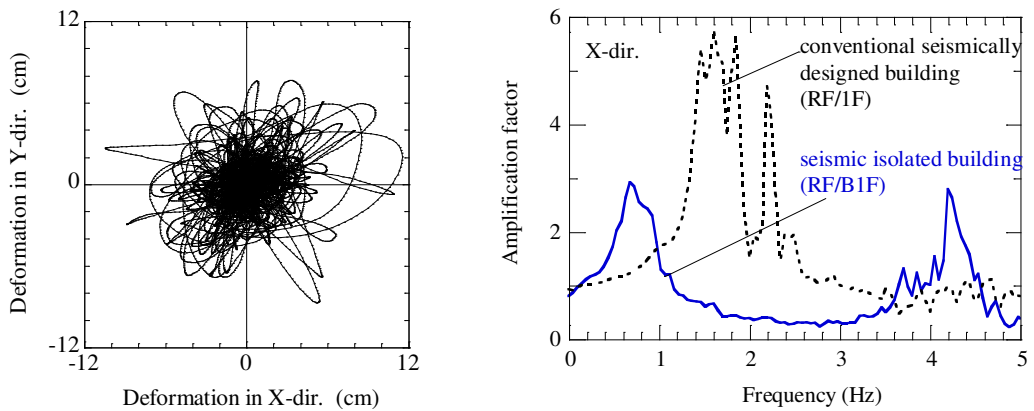 12
0
-12
-12
0
12
Deformation in Y-dir. (cm)
Deformation in X-dir. (cm)
6
4
2
0
0
1
2
3
4
5
Amplification factor
Frequency (Hz)
X-dir.
conventional seismically
designed building
(RF/1F)
seismic isolated building
(RF/B1F)